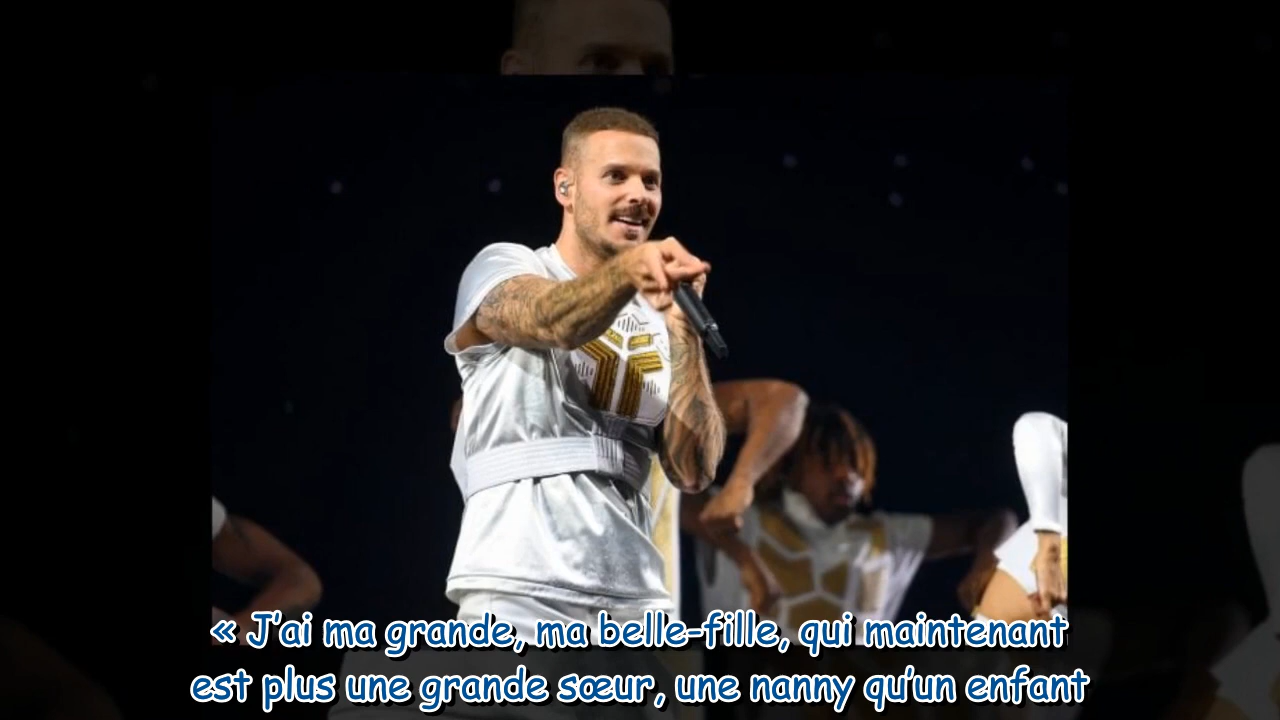 « J'ai ma grande, ma belle-fille, qui maintenant
est plus une grande sœur, une nanny qu'un enfant